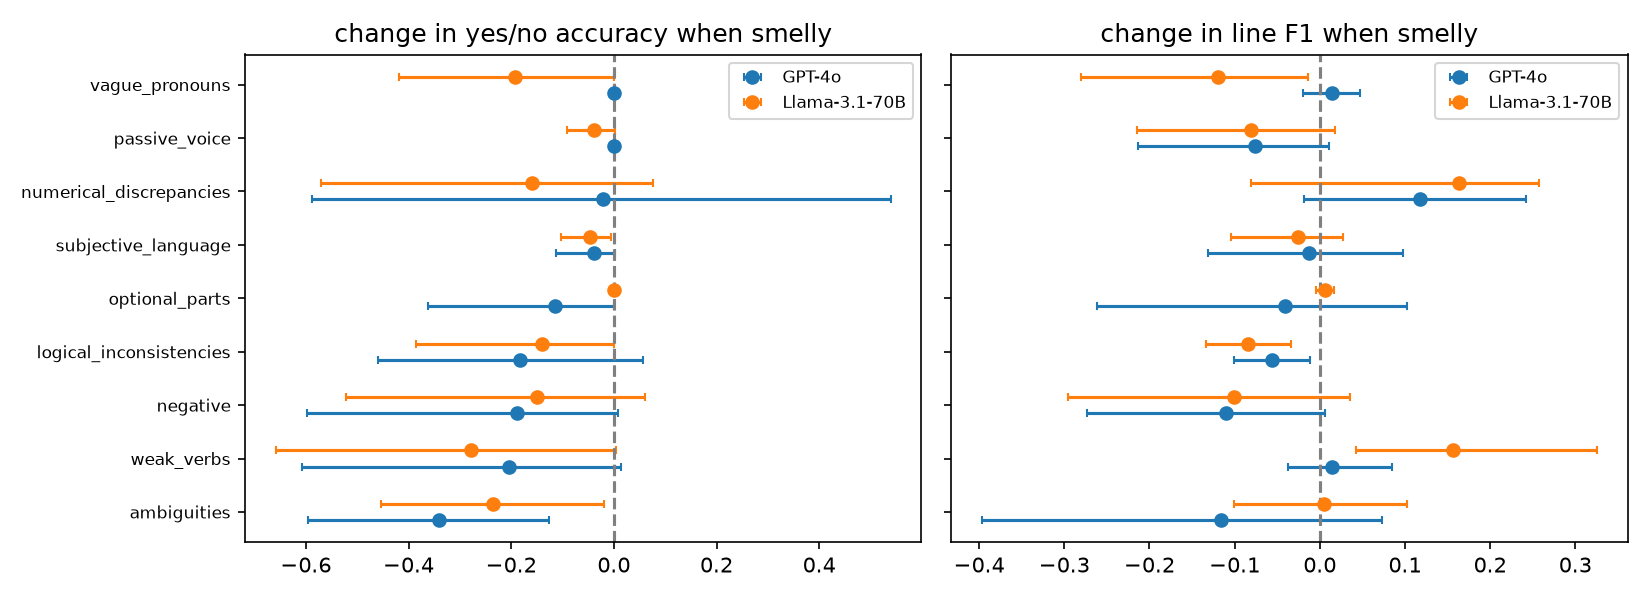 change in yes/no accuracy when smelly
change in line F1 when smelly
GPT-4o
Llama-3.1-70B
GPT-4o
Llama-3.1-70B
vague_pronouns
passive_voice
numerical_discrepancies
subjective_language
optional_parts
logical_inconsistencies
negative
weak_verbs
ambiguities
−0.6 −0.4 −0.2 0.0 0.2 0.4
−0.4 −0.3 −0.2 −0.1 0.0 0.1 0.2 0.3